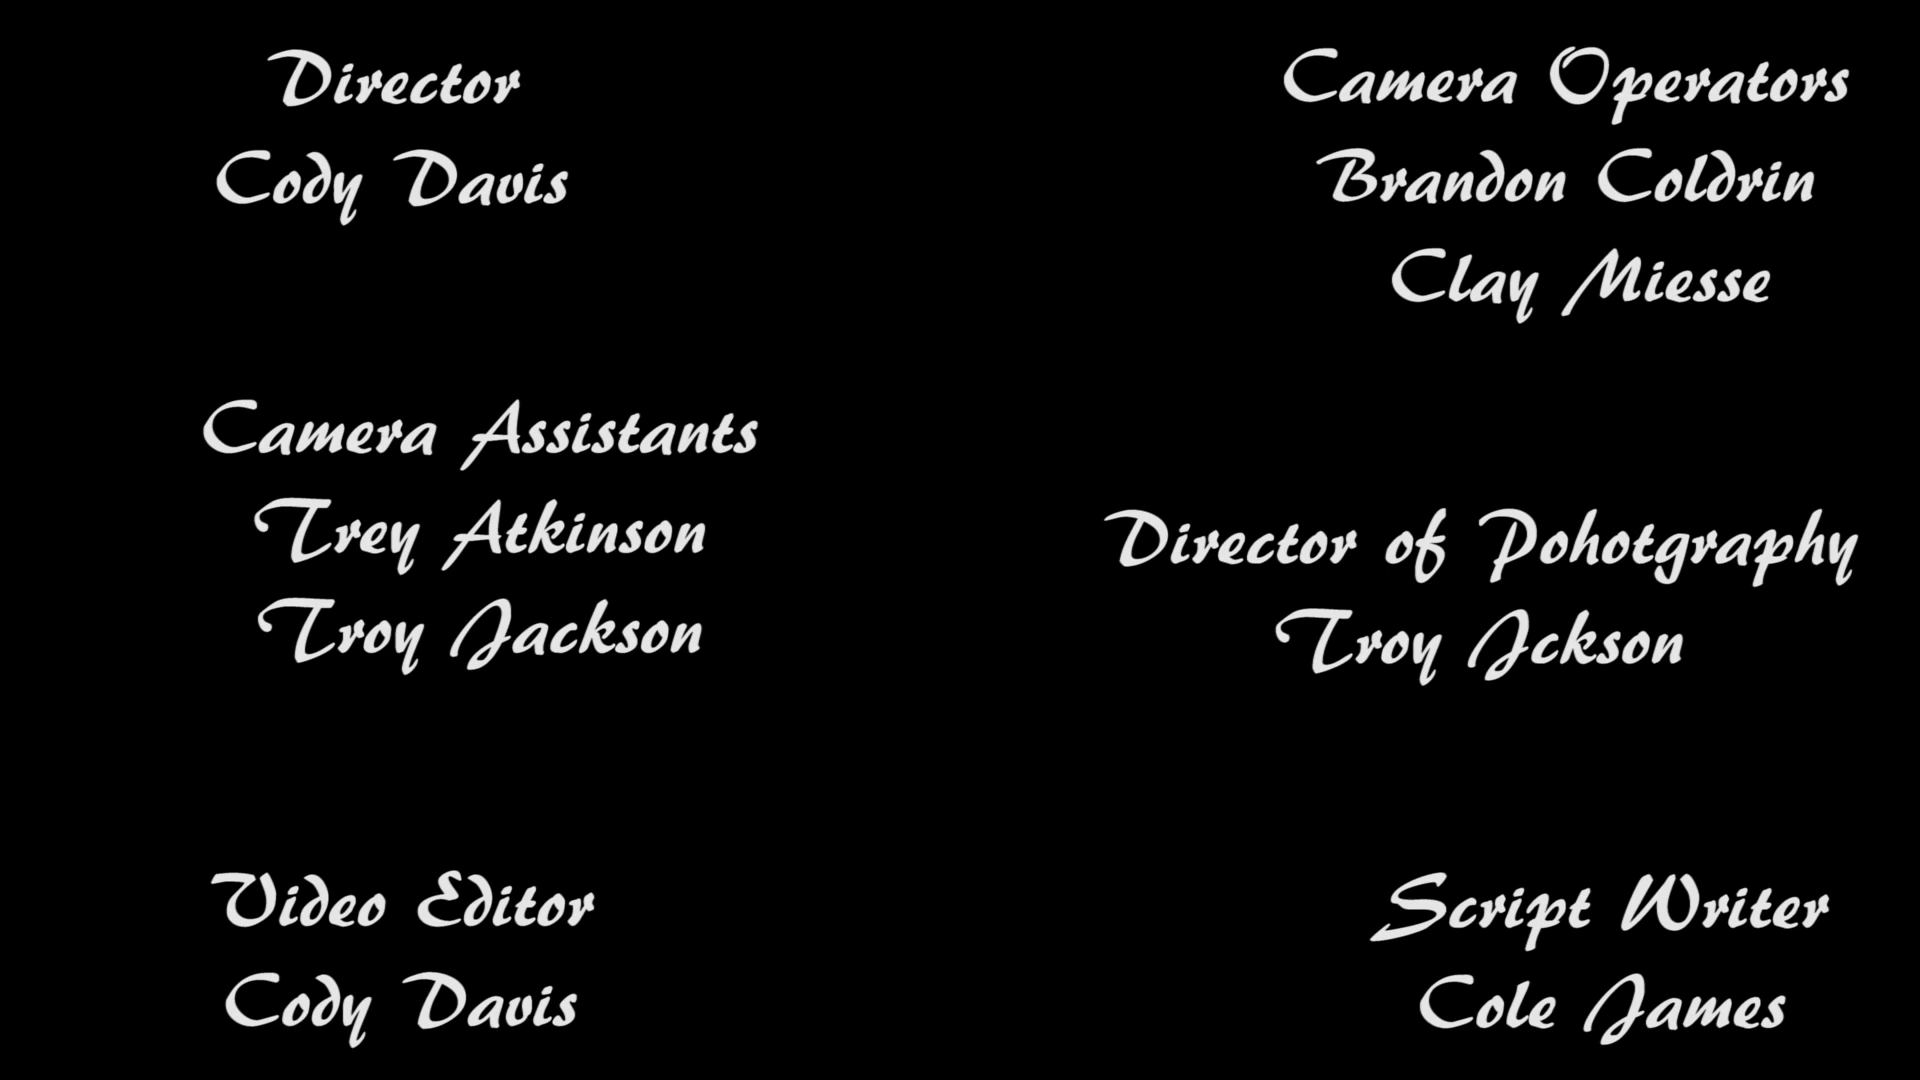 Director
Cody Davis
Camera Operators
Brandon Coldrin
Clay Miesse
Camera Assistants
Trey Atkinson
Troy Jackson
Director of Pohotgraphy
Troy Jckson
Video Editor
Cody Davis
Script Writer
Cole James